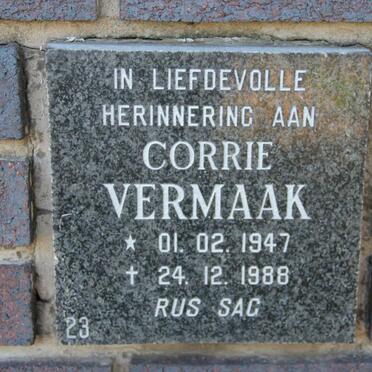 IN LIEFDEVOLLE
HERINNERING AAN
CORRIE
VERMAAK
★ 01. 02. 1947
✝ 24. 12. 1988
RUS SAG
23